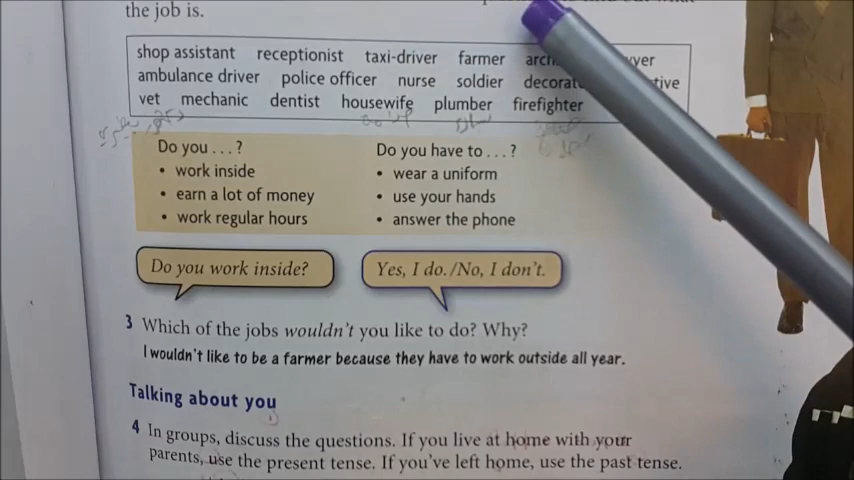 the job is.
shop assistant receptionist taxi-driver farmer
ambulance driver police officer nurse soldier
vet mechanic dentist housewife plumber firefighter
Do you . . . ?
• work inside
• earn a lot of money
• work regular hours
Do you have to . . . ?
• wear a uniform
• use your hands
• answer the phone
Do you work inside?
Yes, I do./No, I don't.
3 Which of the jobs wouldn't you like to do? Why?
I wouldn't like to be a farmer because they have to work outside all year.
Talking about you
4 In groups, discuss the questions. If you live at home with your
parents, use the present tense. If you've left home, use the past tense.